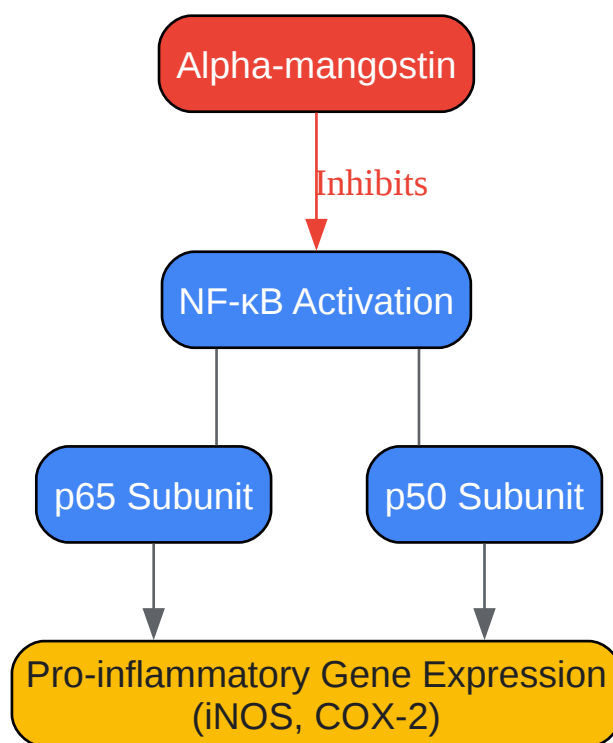 Alpha-mangostin
Inhibits
NF-κB Activation
p65 Subunit
p50 Subunit
Pro-inflammatory Gene Expression
(iNOS, COX-2)